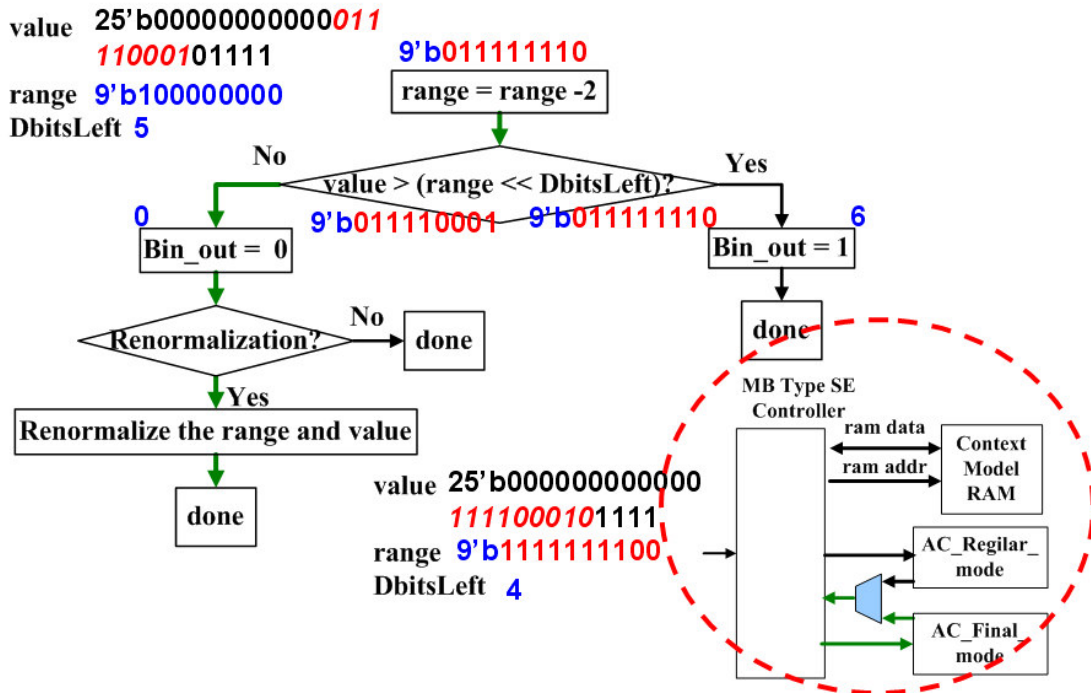 value 25'b00000000000011
11000101111
range 9'b100000000
DbitsLeft 5
9'b011111110
range = range -2
No
value > (range << DbitsLeft)?
Yes
0
9'b011110001
9'b011111110
6
Bin_out = 0
Bin_out = 1
Renormalization?
No
done
done
Yes
Renormalize the range and value
done
value 25'b000000000000
1111000101111
range 9'b1111111100
DbitsLeft 4
MB Type SE
Controller
ram data
ram addr
Context
Model
RAM
AC_Regilar_
mode
AC_Final_
mode